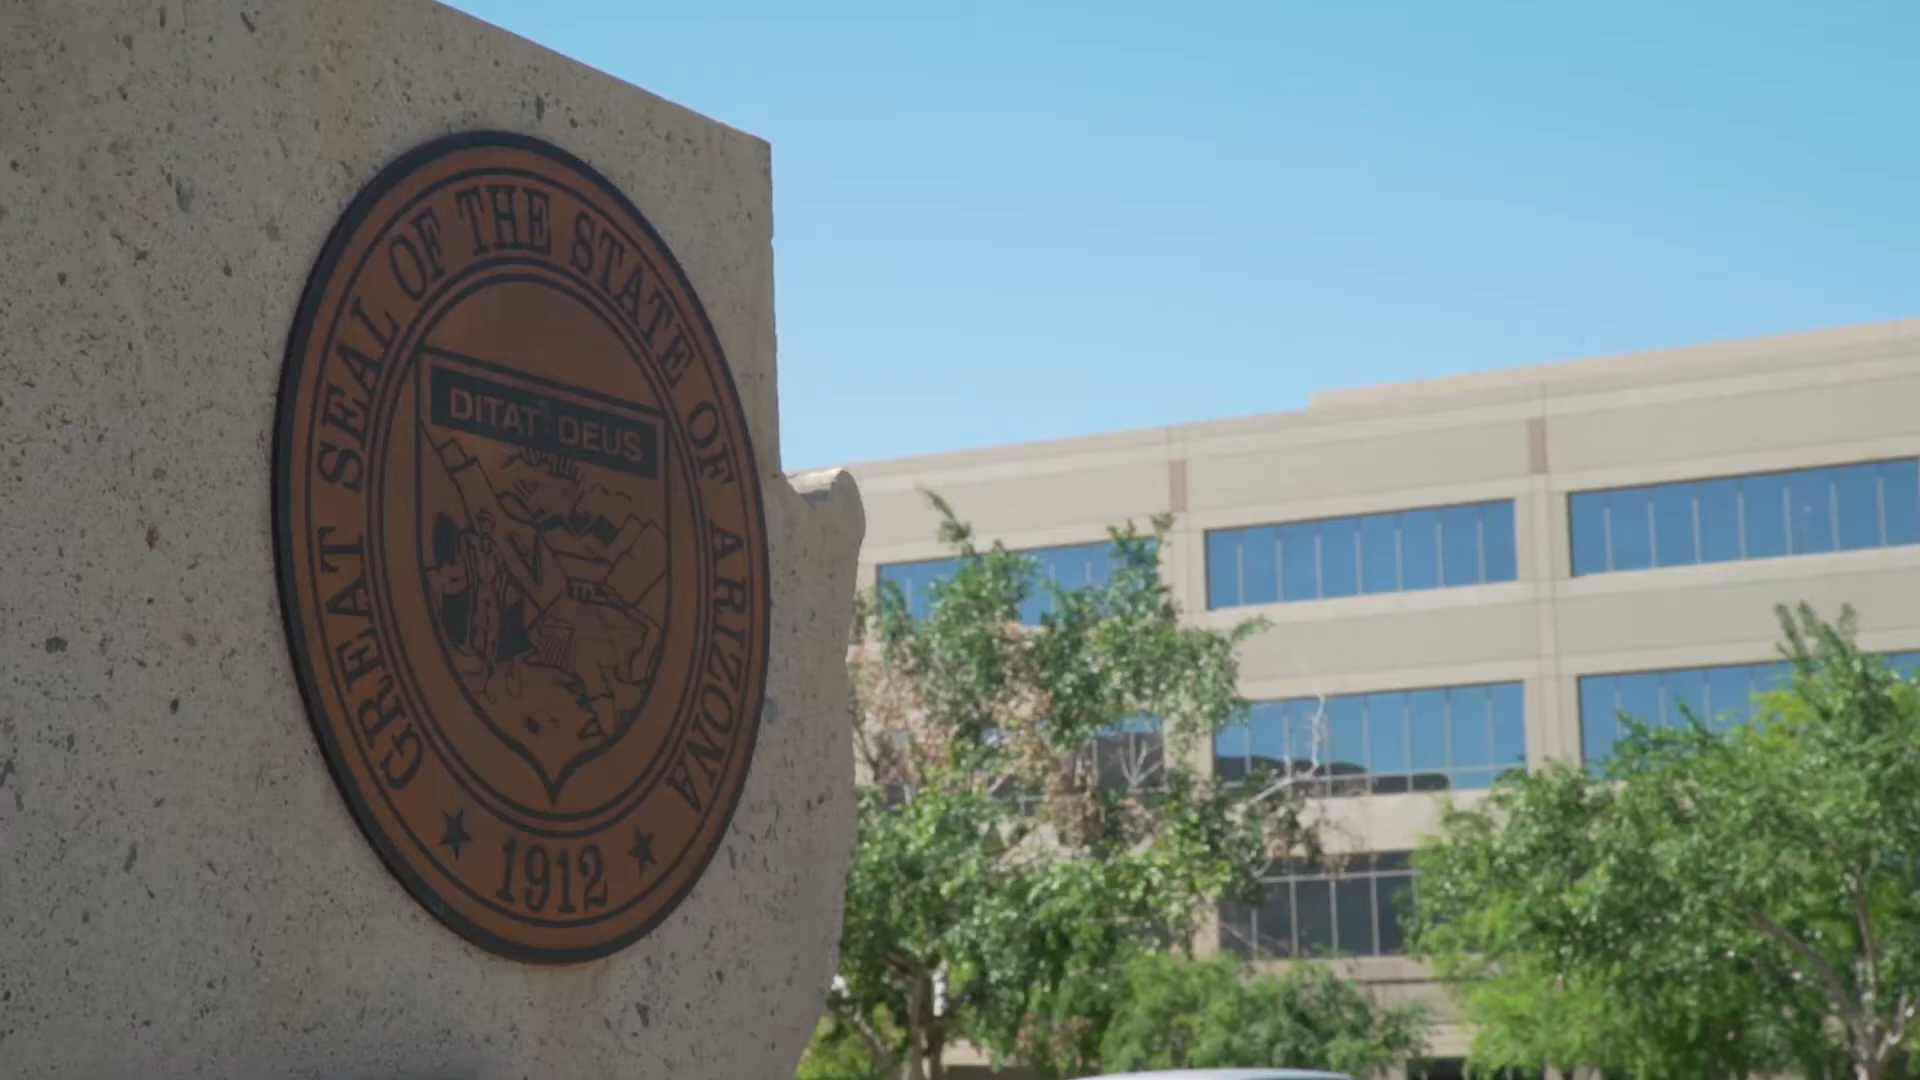 GREAT SEAL OF THE STATE OF ARIZONA
DITAT DEUS
1912